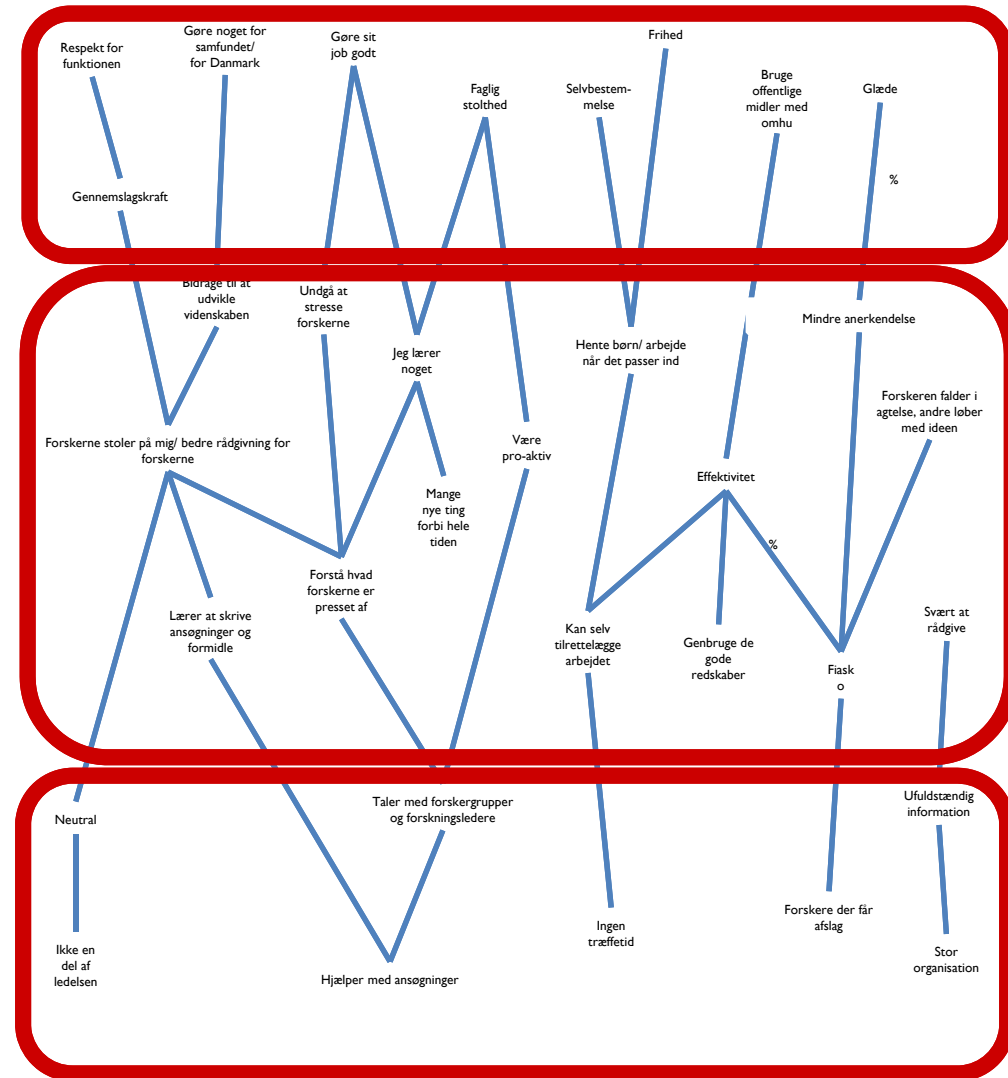 Respekt for
funktionen
Gøre noget for
samfundet/
for Danmark
Gøre sit
job godt
Faglig
stolthed
Selvbestem-
melse
Frihed
Bruge
offentlige
midler med
omhu
Glæde
%
Gennemslagskraft
Bidrage til at
udvikle
videnskaben
Undgå at
stresse
forskerne
Jeg lærer
noget
Hente børn/ arbejde
når det passer ind
Mindre anerkendelse
Forskeren falder i
agtelse, andre løber
med ideen
Forskerne stoler på mig/ bedre rådgivning for
forskerne
Være
pro-aktiv
Mange
nye ting
forbi hele
tiden
Effektivitet
%
Forstå hvad
forskerne er
presset af
Lærer at skrive
ansøgninger og
formidle
Kan selv
tilrettelægge
arbejdet
Genbruge de
gode
redskaber
Fiask
o
Svært at
rådgive
Neutral
Taler med forskergrupper
og forskningsledere
Ufuldstændig
information
Ikke en
del af
ledelsen
Hjælper med ansøgninger
Ingen
træffetid
Forskere der får
afslag
Stor
organisation